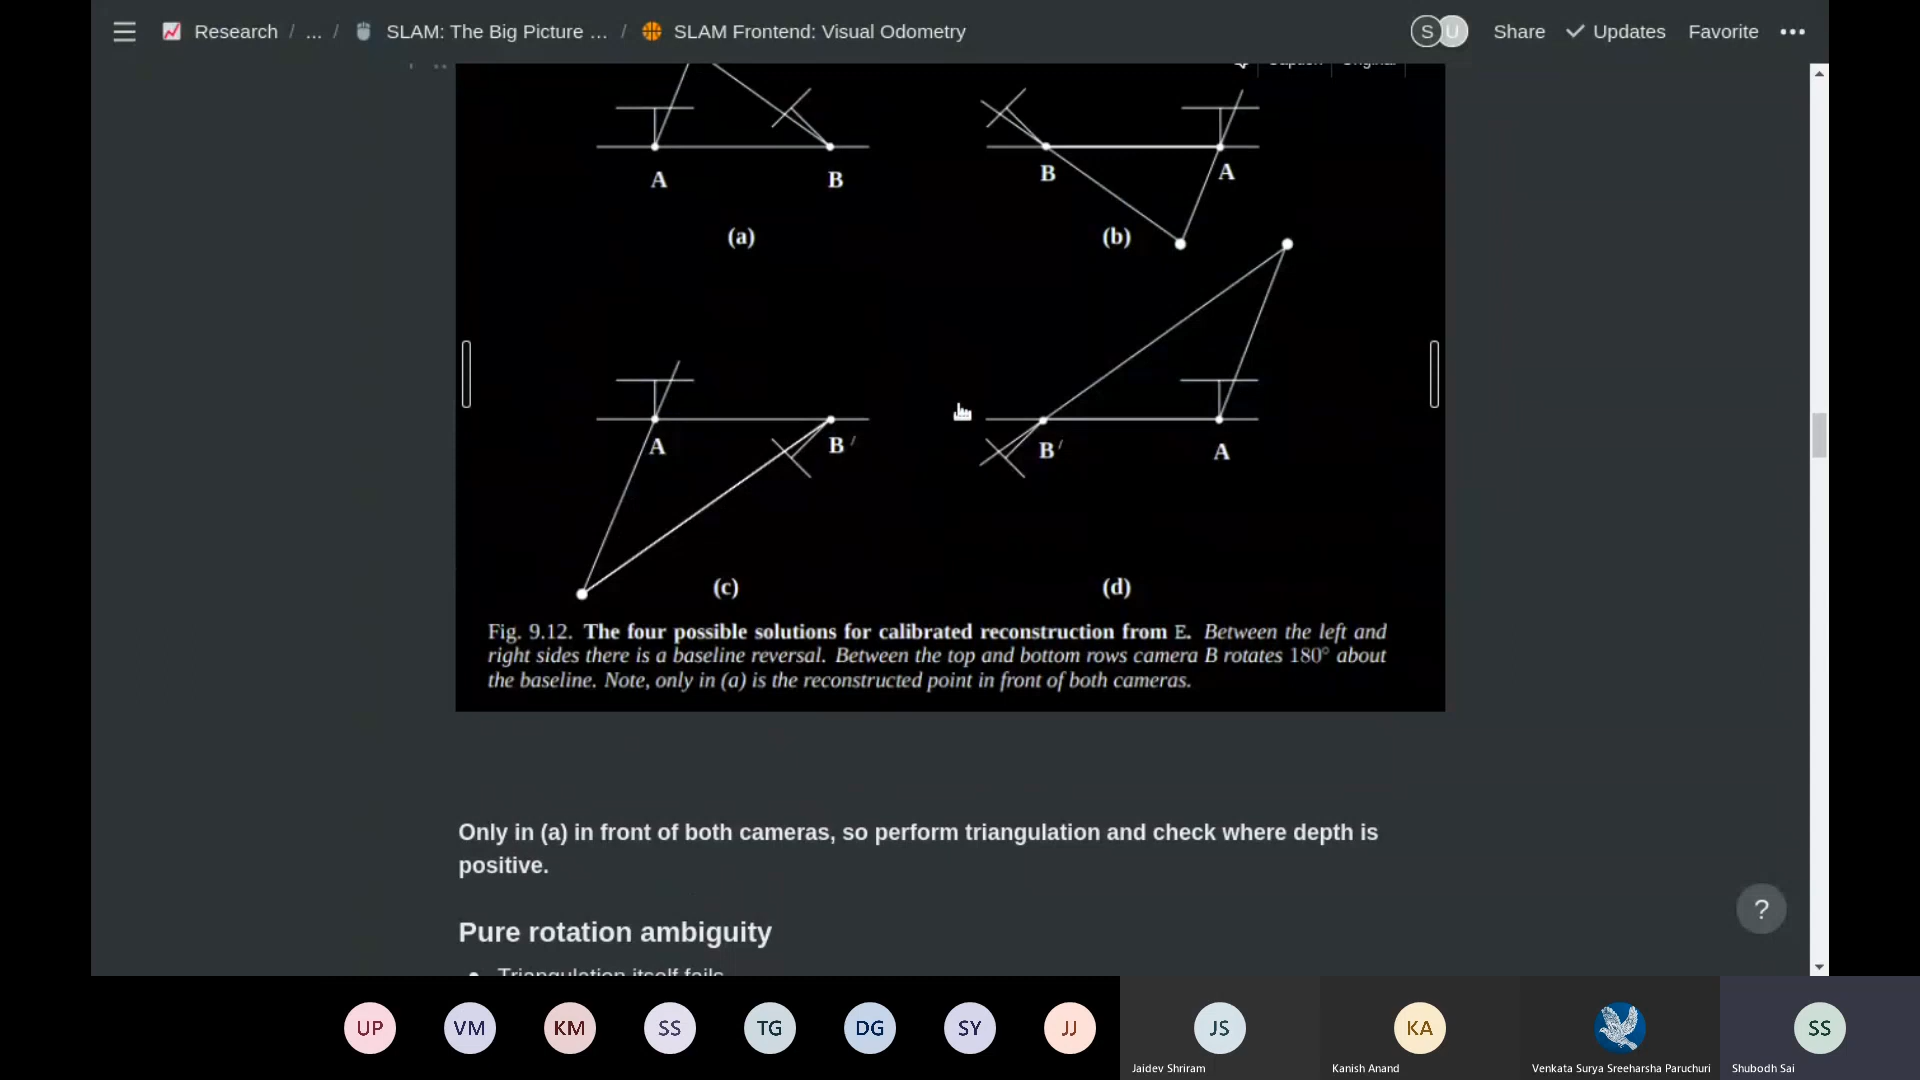 Research / ... / SLAM: The Big Picture ... / SLAM Frontend: Visual Odometry
S U Share Updates Favorite •••
Caption Original
A B B A
(a) (b)
A B / B / A
(c) (d)
Fig. 9.12. The four possible solutions for calibrated reconstruction from E. Between the left and
right sides there is a baseline reversal. Between the top and bottom rows camera B rotates 180° about
the baseline. Note, only in (a) is the reconstructed point in front of both cameras.
Only in (a) in front of both cameras, so perform triangulation and check where depth is
positive.
?
Pure rotation ambiguity
• Triangulation itself fails
UP VM KM SS TG DG SY JJ JS KA SS
Jaidev Shriram Kanish Anand Venkata Surya Sreeharsha Paruchuri Shubodh Sai